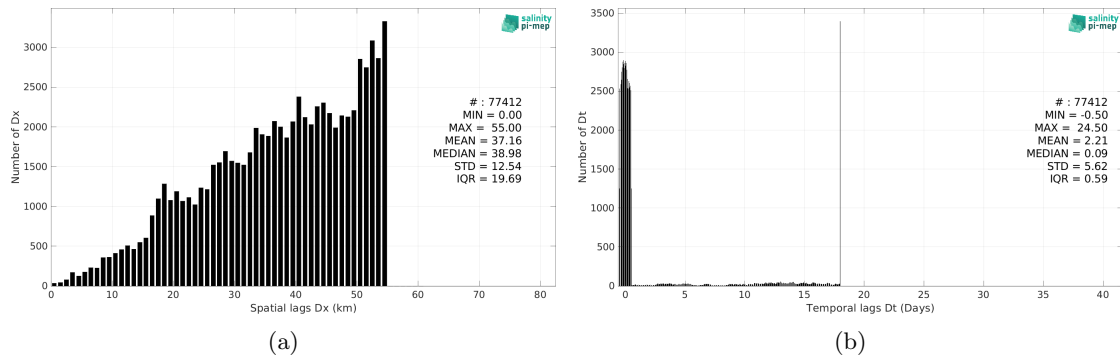 salinity
pi-mep
Number of Dx
3000
2500
2000
1500
1000
500
0
# : 77412
MIN = 0.00
MAX = 55.00
MEAN = 37.16
MEDIAN = 38.98
STD = 12.54
IQR = 19.69
0 10 20 30 40 50 60 70 80
Spatial lags Dx (km)
(a)
salinity
pi-mep
Number of Dt
3500
3000
2500
2000
1500
1000
500
0
# : 77412
MIN = -0.50
MAX = 24.50
MEAN = 2.21
MEDIAN = 0.09
STD = 5.62
IQR = 0.59
0 5 10 15 20 25 30 35 40
Temporal lags Dt (Days)
(b)